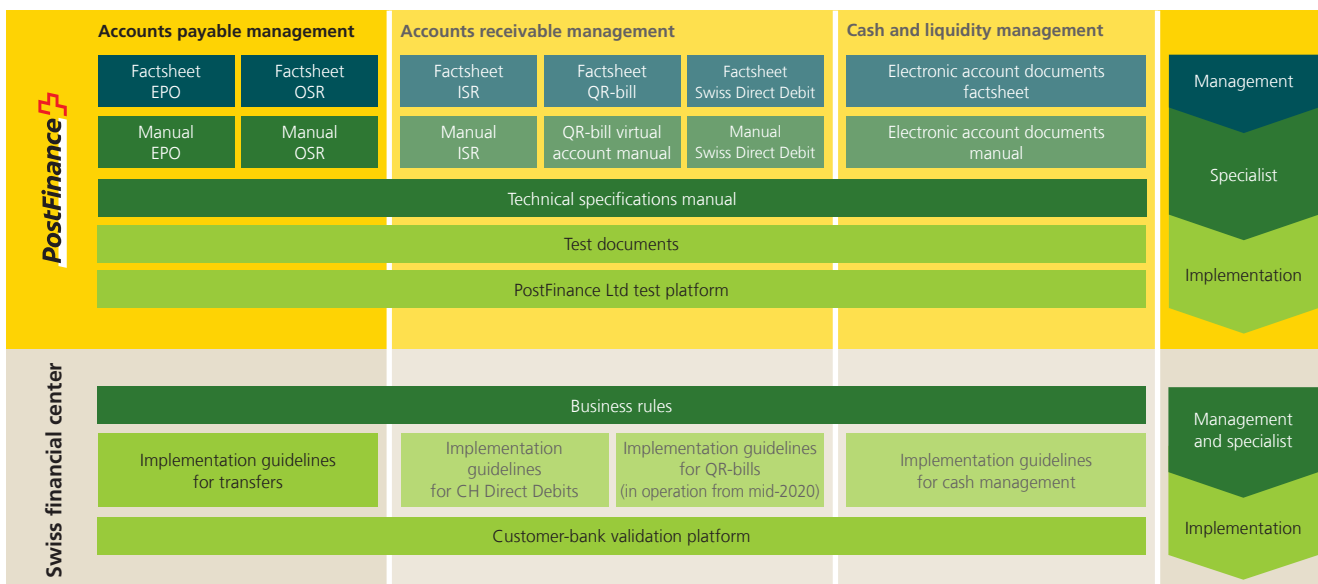 Accounts payable management
Accounts receivable management
Cash and liquidity management
PostFinance
Factsheet
EPO
Factsheet
OSR
Factsheet
ISR
Factsheet
QR-bill
Factsheet
Swiss Direct Debit
Electronic account documents
factsheet
Management
Manual
EPO
Manual
OSR
Manual
ISR
QR-bill virtual
account manual
Manual
Swiss Direct Debit
Electronic account documents
manual
Specialist
Technical specifications manual
Test documents
PostFinance Ltd test platform
Implementation
Swiss financial center
Business rules
Management
and specialist
Implementation guidelines
for transfers
Implementation
guidelines
for CH Direct Debits
Implementation guidelines
for QR-bills
(in operation from mid-2020)
Implementation guidelines
for cash management
Customer-bank validation platform
Implementation